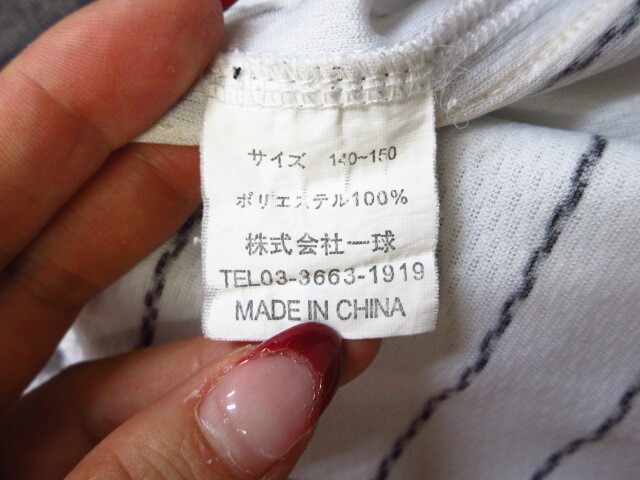 サイズ 140~150
ポリエステル100%
株式会社一球
TEL03-3663-1919
MADE IN CHINA